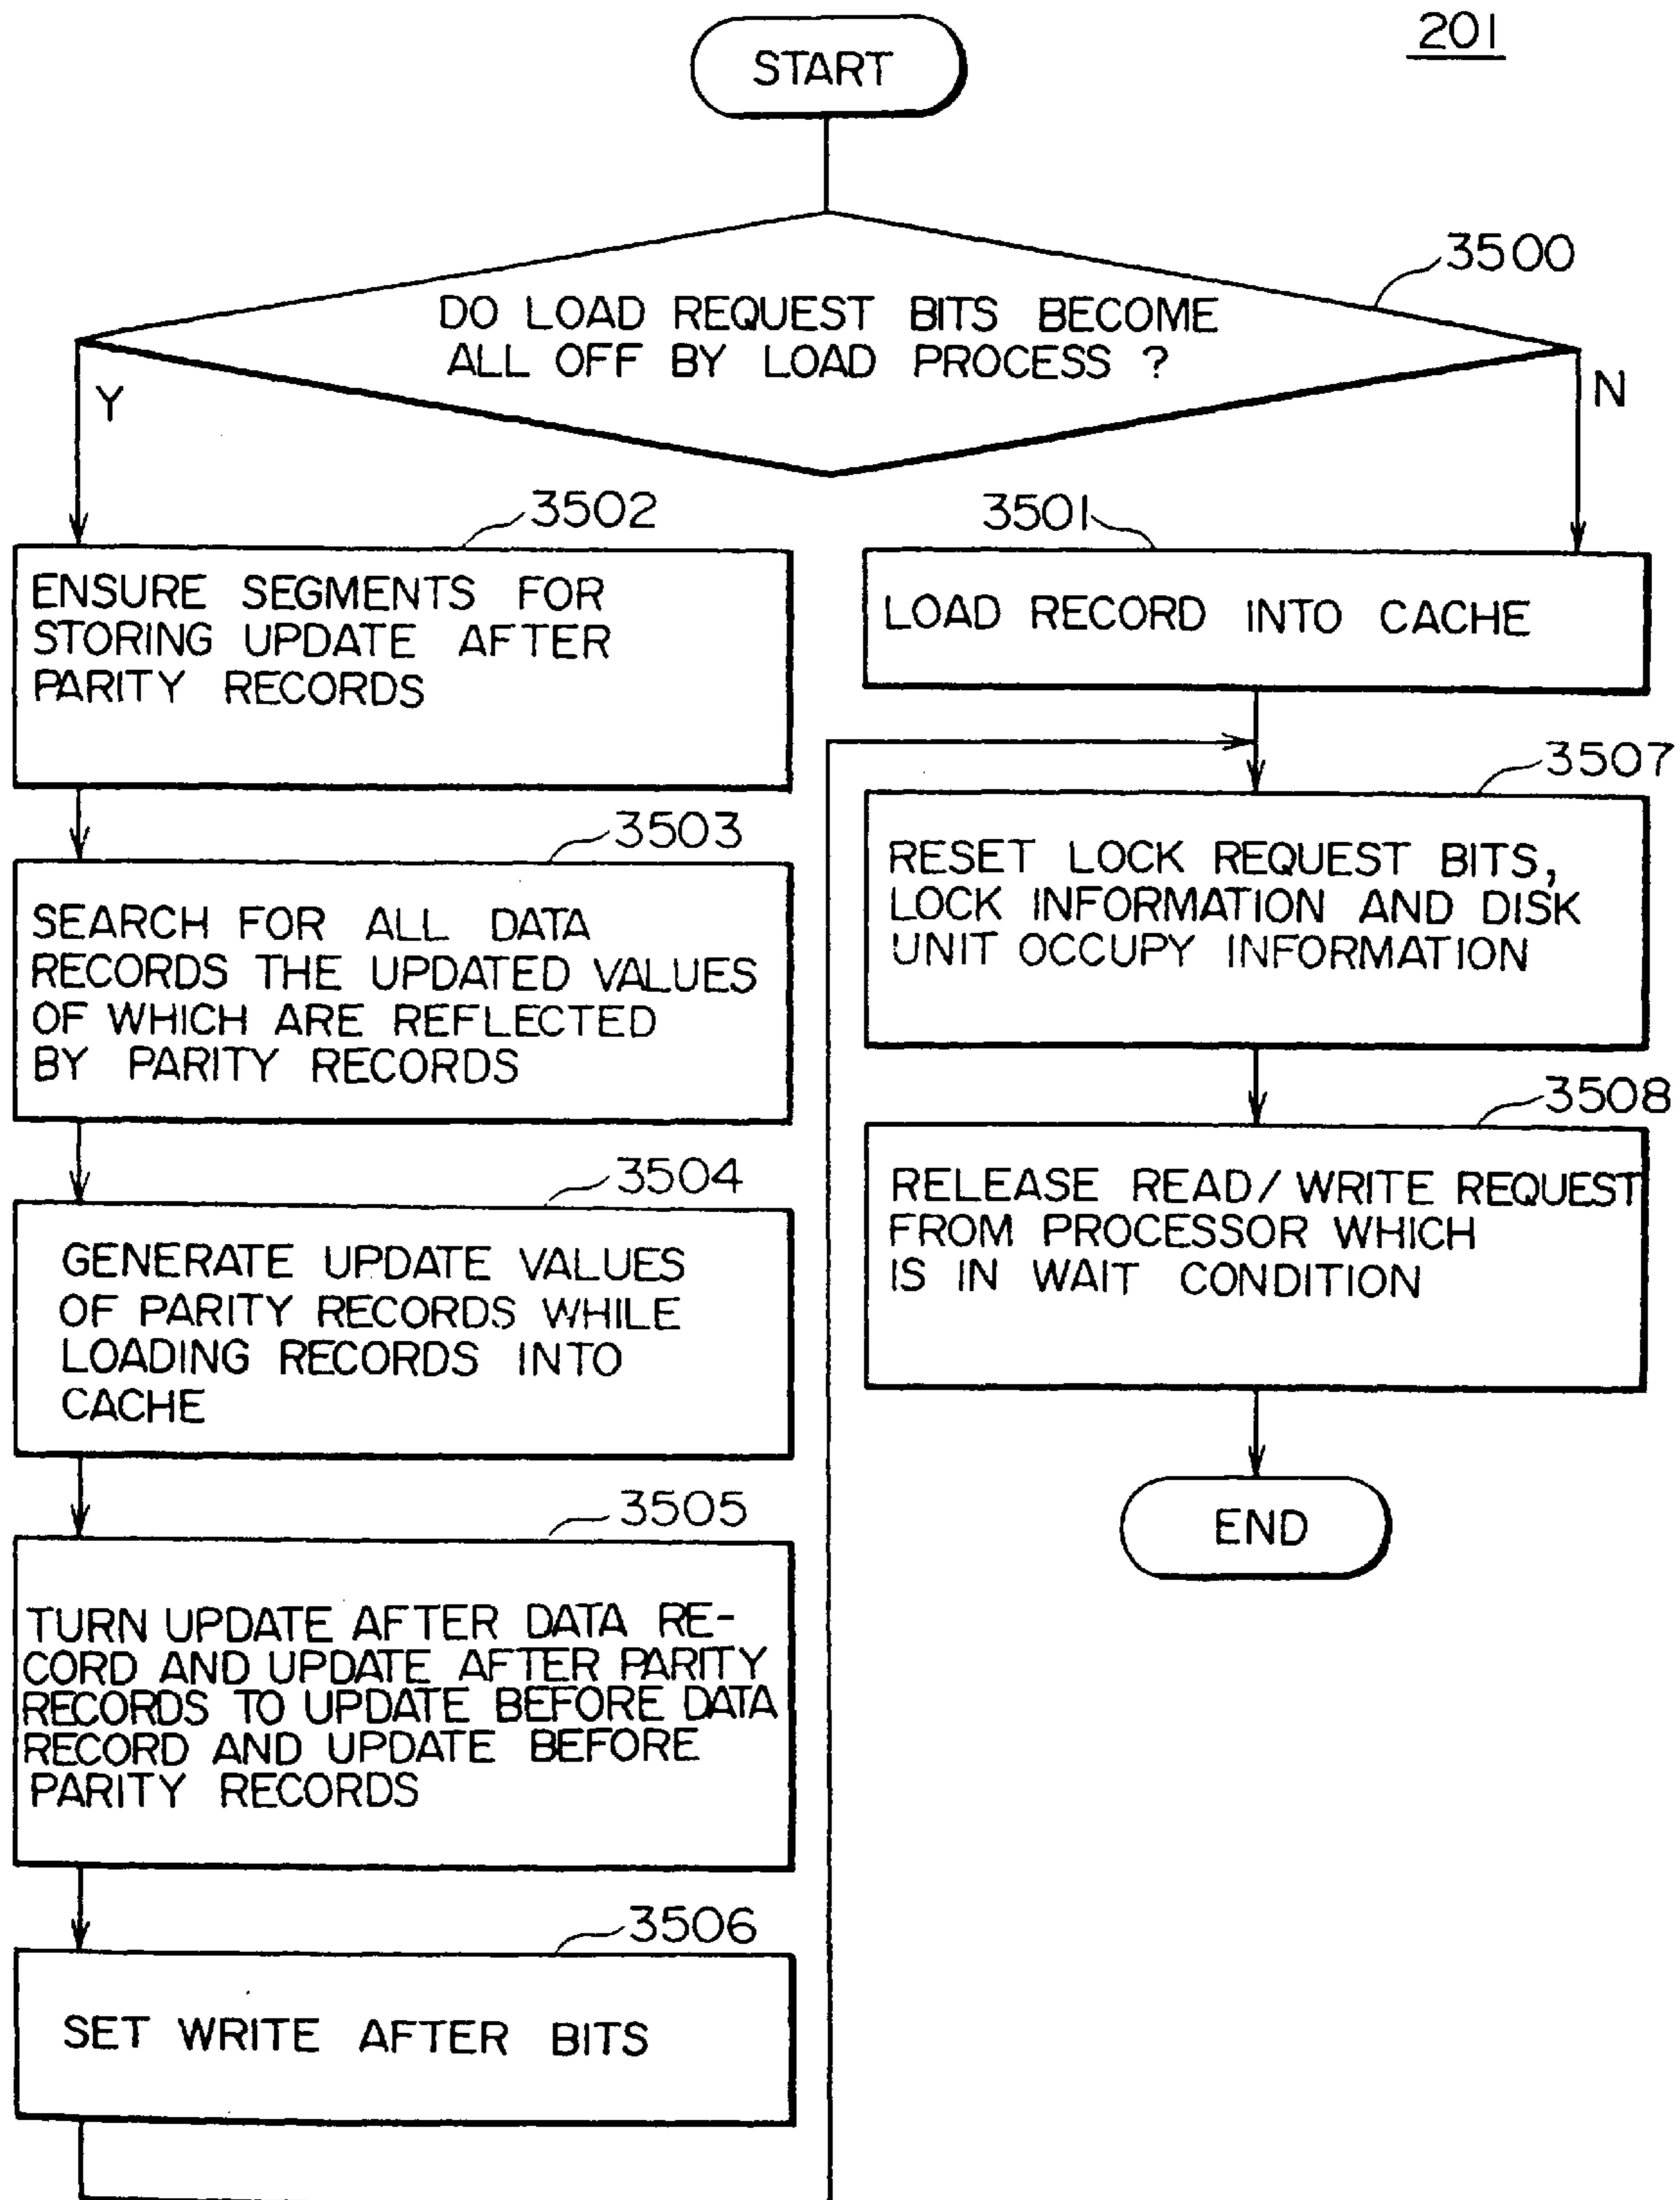 201
START
3500
DO LOAD REQUEST BITS BECOME
ALL OFF BY LOAD PROCESS ?
Y
N
3502
ENSURE SEGMENTS FOR
STORING UPDATE AFTER
PARITY RECORDS
3503
SEARCH FOR ALL DATA
RECORDS THE UPDATED VALUES
OF WHICH ARE REFLECTED
BY PARITY RECORDS
3504
GENERATE UPDATE VALUES
OF PARITY RECORDS WHILE
LOADING RECORDS INTO
CACHE
3505
TURN UPDATE AFTER DATA RE-
CORD AND UPDATE AFTER PARITY
RECORDS TO UPDATE BEFORE DATA
RECORD AND UPDATE BEFORE
PARITY RECORDS
3506
SET WRITE AFTER BITS
3501
LOAD RECORD INTO CACHE
3507
RESET LOCK REQUEST BITS,
LOCK INFORMATION AND DISK
UNIT OCCUPY INFORMATION
3508
RELEASE READ/WRITE REQUEST
FROM PROCESSOR WHICH
IS IN WAIT CONDITION
END